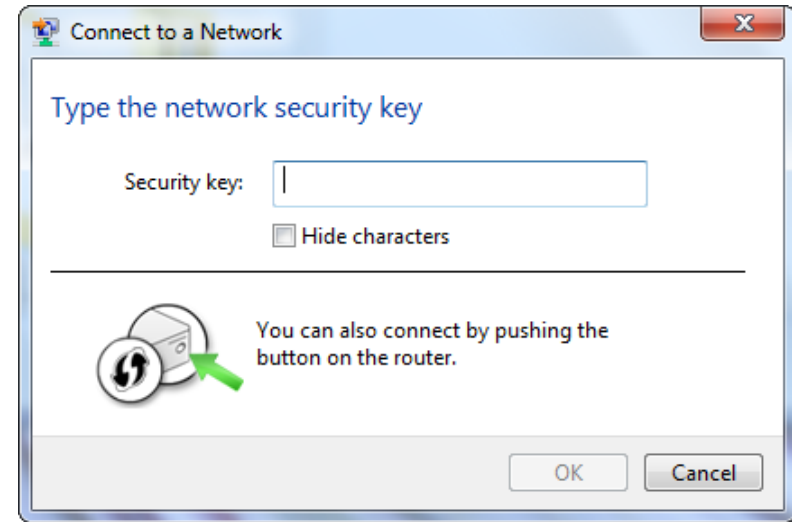 Connect to a Network
Type the network security key
Security key:
Hide characters
You can also connect by pushing the
button on the router.
OK
Cancel